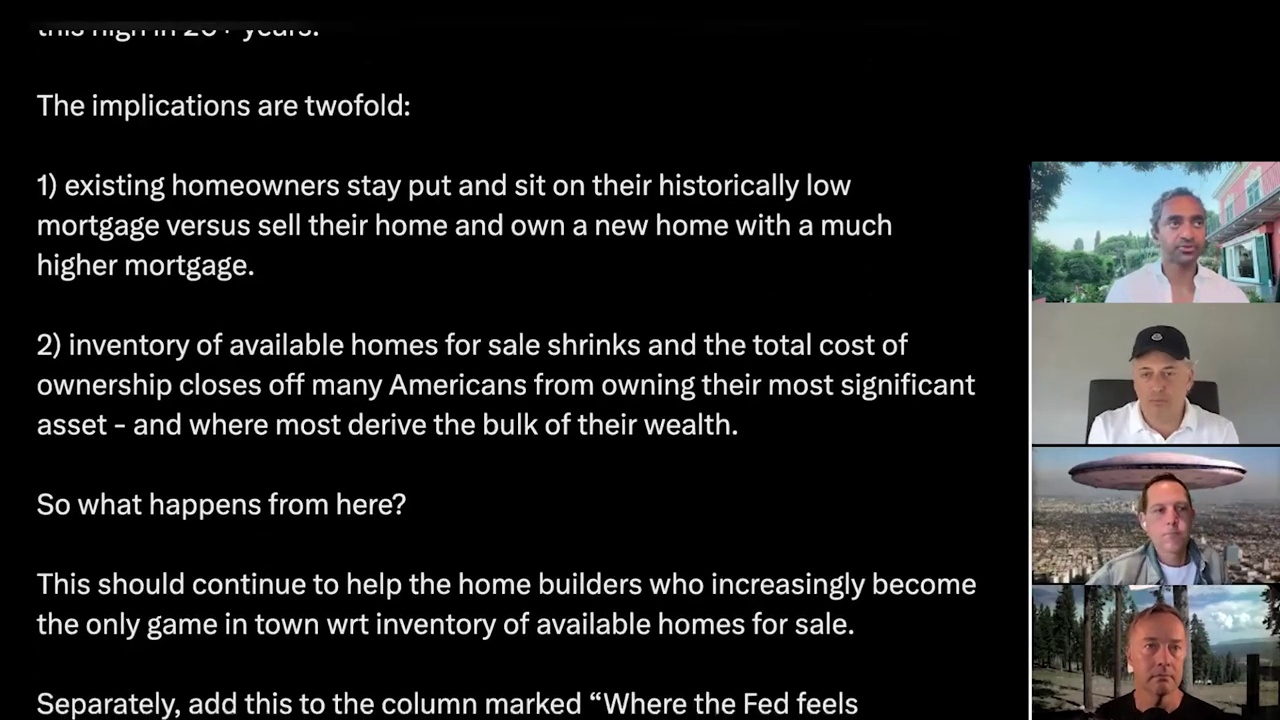 this high in 20+ years.
The implications are twofold:
1) existing homeowners stay put and sit on their historically low
mortgage versus sell their home and own a new home with a much
higher mortgage.
2) inventory of available homes for sale shrinks and the total cost of
ownership closes off many Americans from owning their most significant
asset - and where most derive the bulk of their wealth.
So what happens from here?
This should continue to help the home builders who increasingly become
the only game in town wrt inventory of available homes for sale.
Separately, add this to the column marked “Where the Fed feels